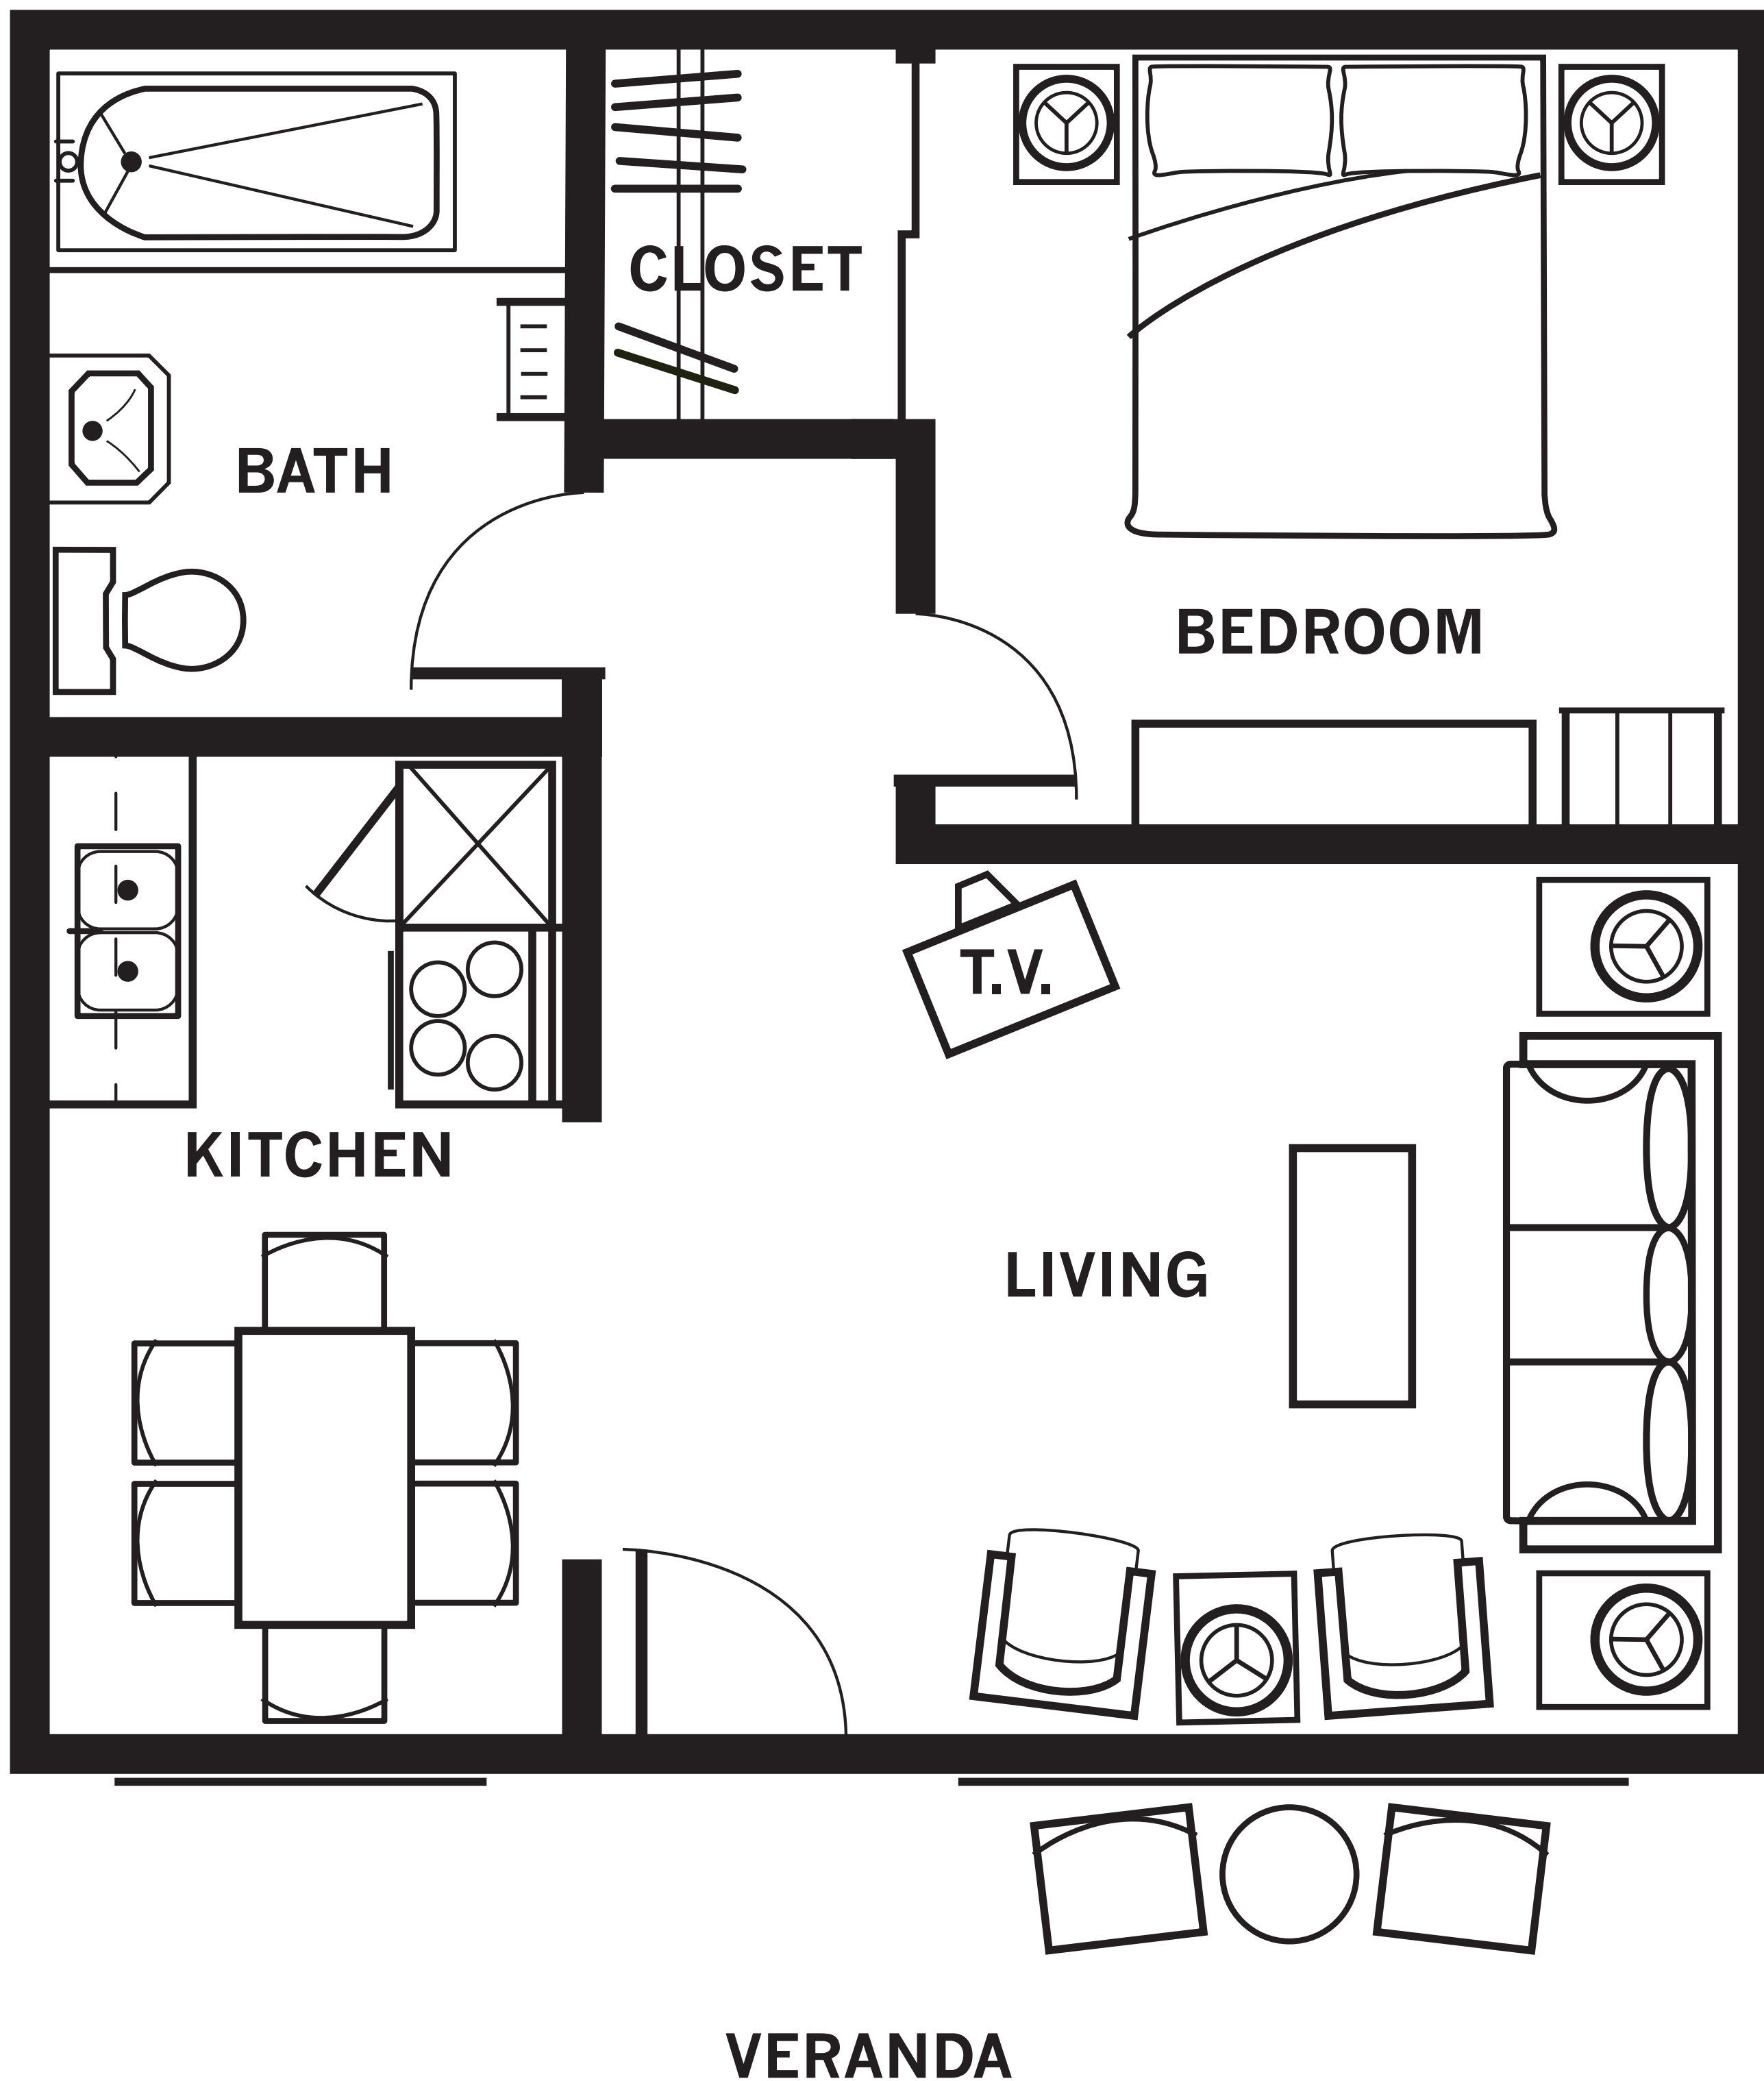 CLOSET
BATH
BEDROOM
T.V.
KITCHEN
LIVING
VERANDA